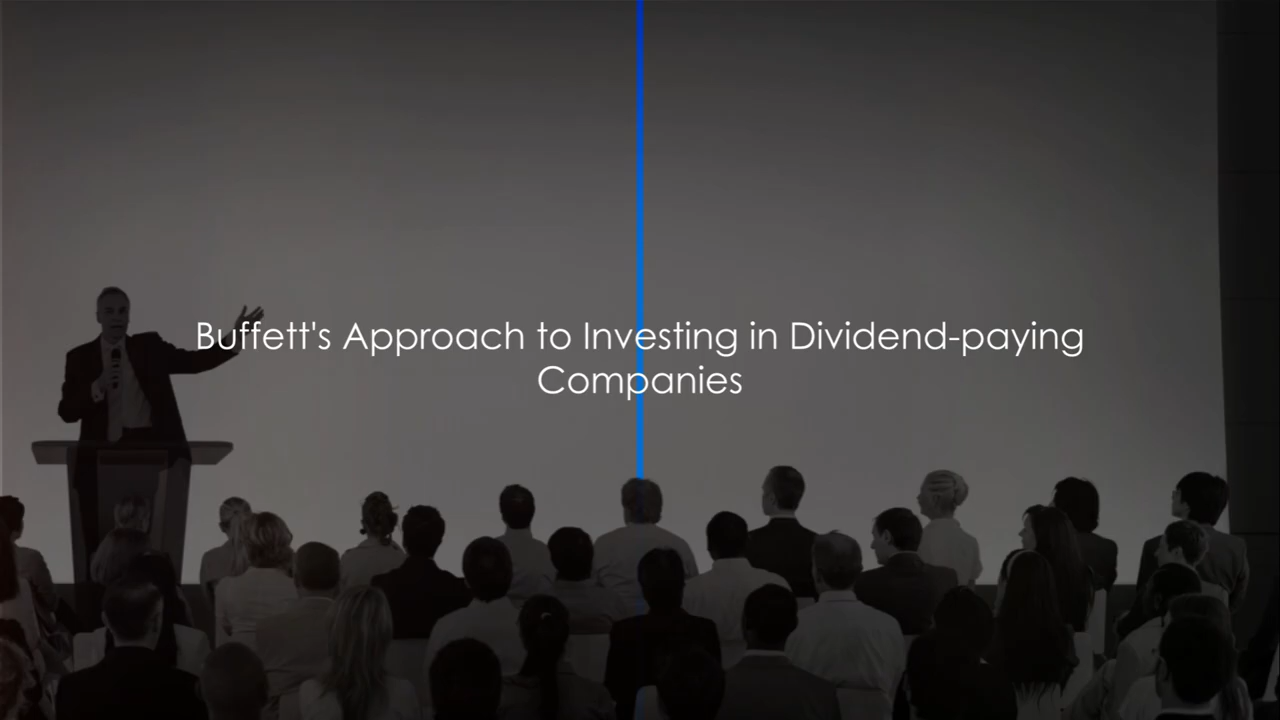 Buffett's Approach to Investing in Dividend-paying
Companies